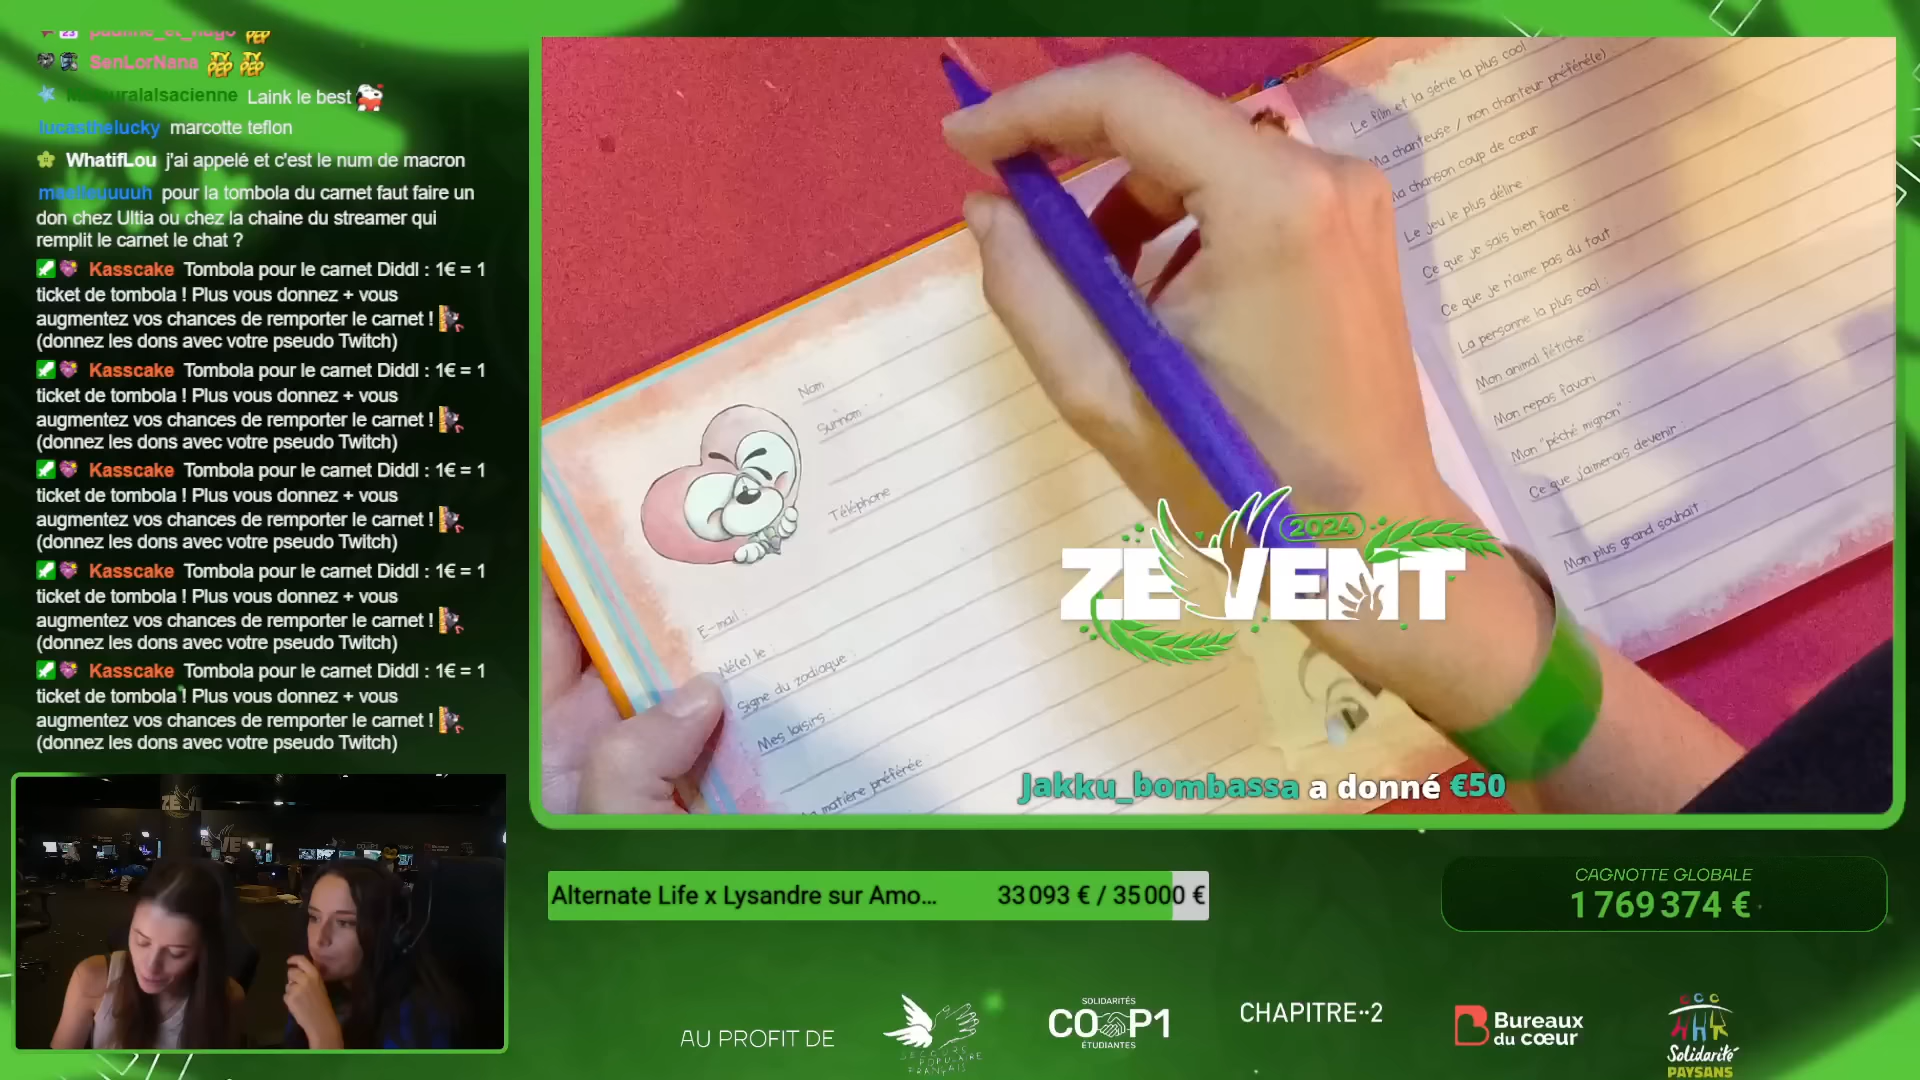 pauline_et_hugo
SenLorNana
Laink le best
lucasthelucky marcotte teflon
WhatifLou j'ai appelé et c'est le num de macron
pour la tombola du carnet faut faire un
don chez Ultia ou chez la chaine du streamer qui
remplit le carnet le chat ?
Kasscake Tombola pour le carnet Diddl : 1€ = 1
ticket de tombola ! Plus vous donnez + vous
augmentez vos chances de remporter le carnet !
(donnez les dons avec votre pseudo Twitch)
Kasscake Tombola pour le carnet Diddl : 1€ = 1
ticket de tombola ! Plus vous donnez + vous
augmentez vos chances de remporter le carnet !
(donnez les dons avec votre pseudo Twitch)
Kasscake Tombola pour le carnet Diddl : 1€ = 1
ticket de tombola ! Plus vous donnez + vous
augmentez vos chances de remporter le carnet !
(donnez les dons avec votre pseudo Twitch)
Kasscake Tombola pour le carnet Diddl : 1€ = 1
ticket de tombola ! Plus vous donnez + vous
augmentez vos chances de remporter le carnet !
(donnez les dons avec votre pseudo Twitch)
Kasscake Tombola pour le carnet Diddl : 1€ = 1
ticket de tombola ! Plus vous donnez + vous
augmentez vos chances de remporter le carnet !
(donnez les dons avec votre pseudo Twitch)
Nom
Surnom :
Téléphone
E-mail :
Né(e) le :
Signe du zodiaque :
Mes loisirs :
matière préférée :
Le film et la série la plus cool
Ma chanteuse / mon chanteur préféré(e)
Ma chanson coup de cœur
Le jeu le plus délire :
Ce que je sais bien faire :
Ce que je n'aime pas du tout :
La personne la plus cool :
Mon animal fétiche :
Mon repas favori
Mon "péché mignon" :
Ce que j'aimerais devenir :
Mon plus grand souhait
2024
ZEVENT
Jakku_bombassa a donné €50
Alternate Life x Lysandre sur Amo... 33 093 € / 35 000 €
CAGNOTTE GLOBALE
1 769 374 €
AU PROFIT DE
SECOURS
POPULAIRE
FRANÇAIS
SOLIDARITÉS
CO P1
ÉTUDIANTES
CHAPITRE··2
Bureaux
du cœur
Solidarité
PAYSANS